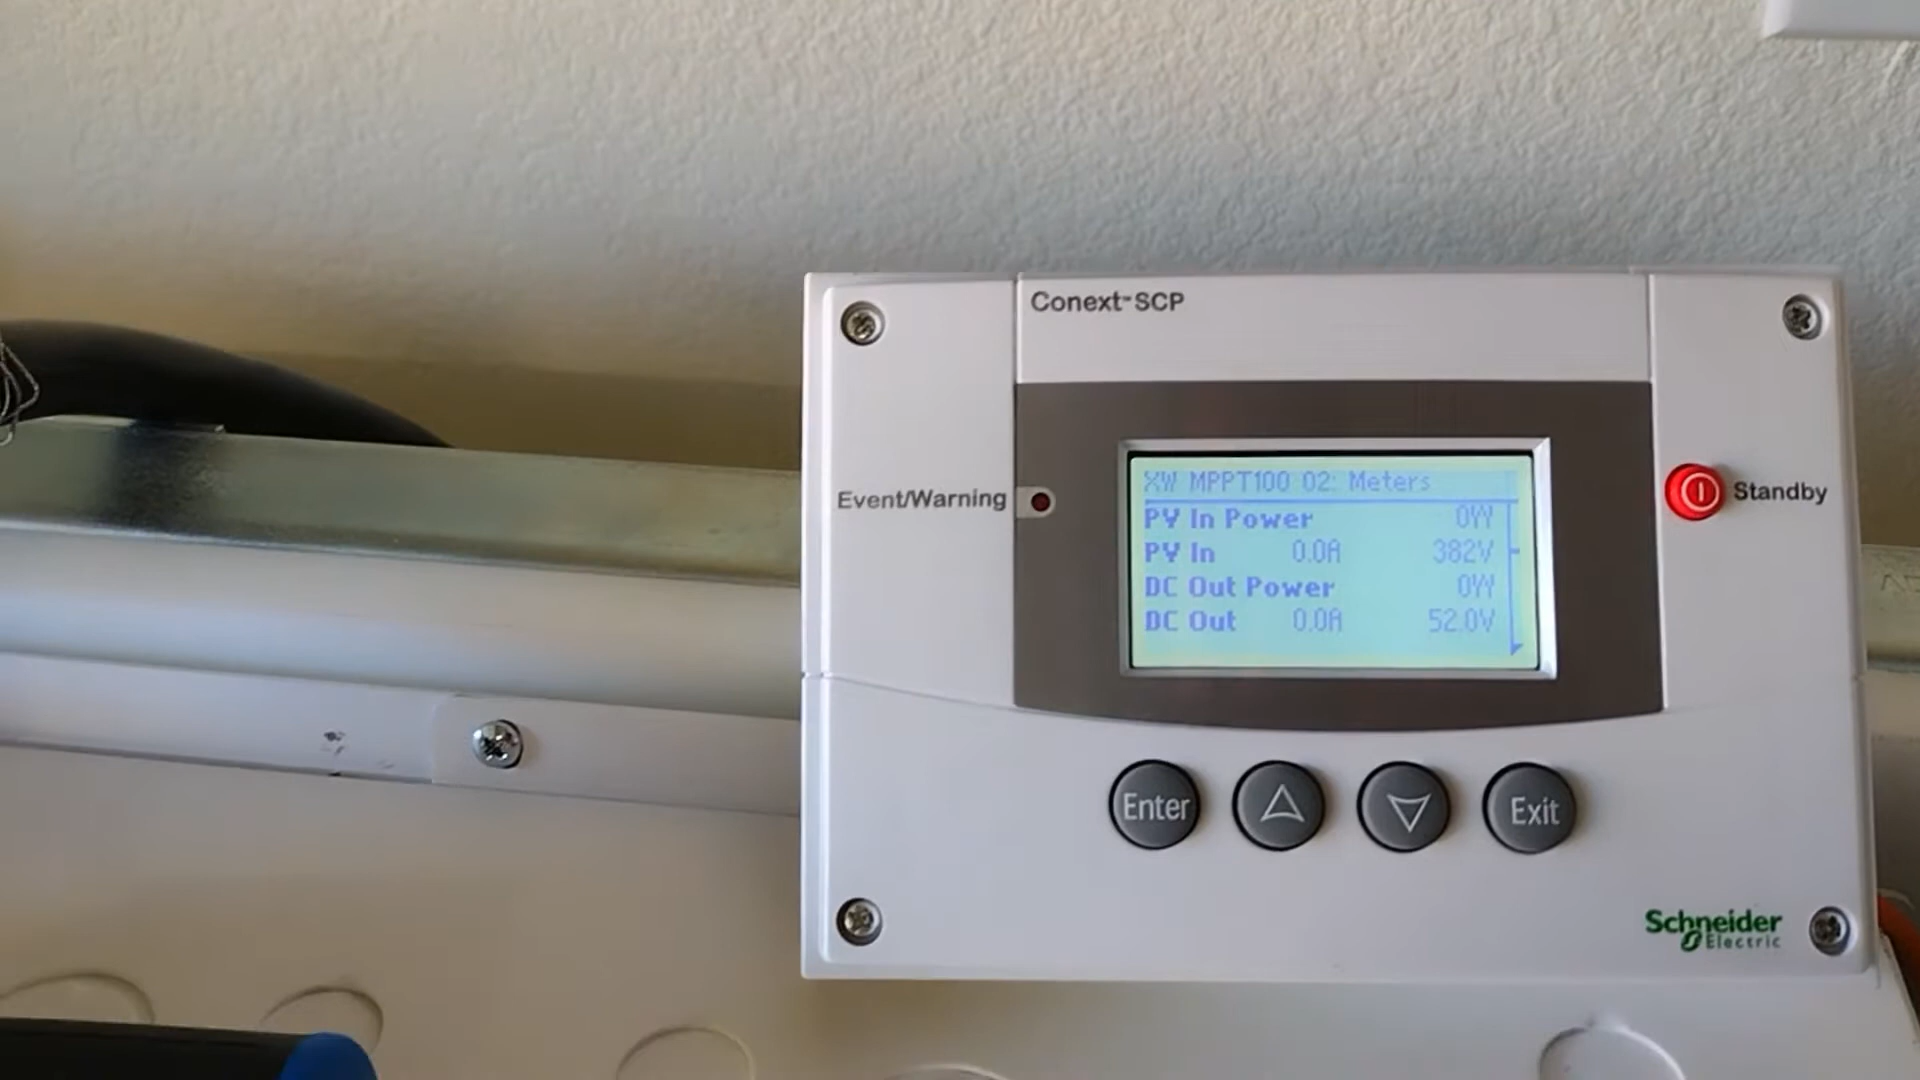 Conext™ SCP
Event/Warning
XW MPPT100 02: Meters
PV In Power 0W
PV In 0.0A 382V
DC Out Power 0W
DC Out 0.0A 52.0V
Standby
Enter
Exit
Schneider
Electric